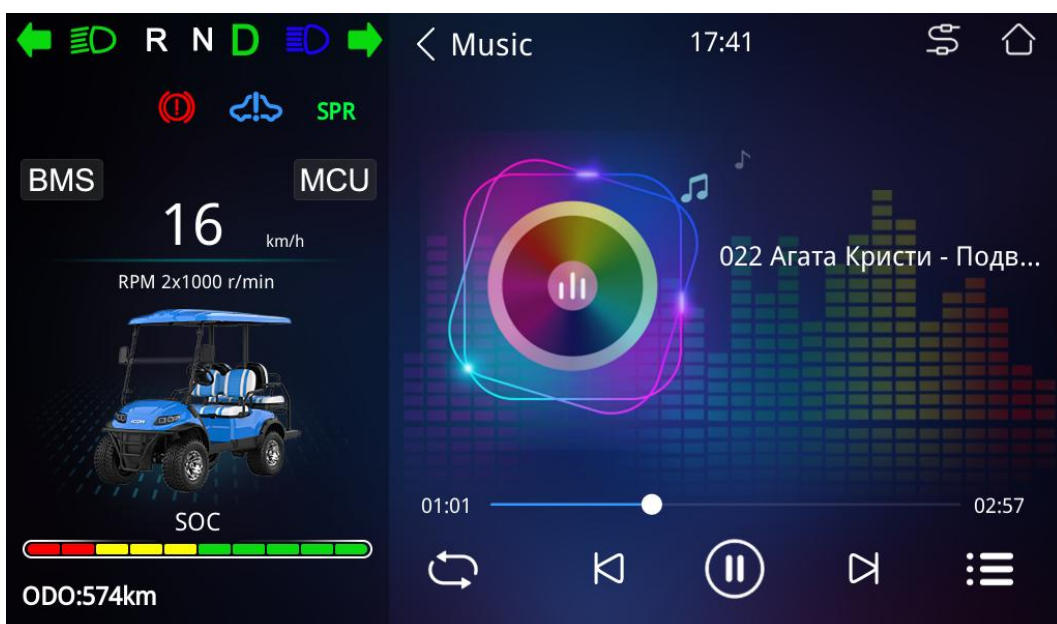 R N D
SPR
BMS MCU
16 km/h
RPM 2x1000 r/min
SOC
ODO:574km
< Music
17:41
022 Агата Кристи - Подв...
01:01
02:57